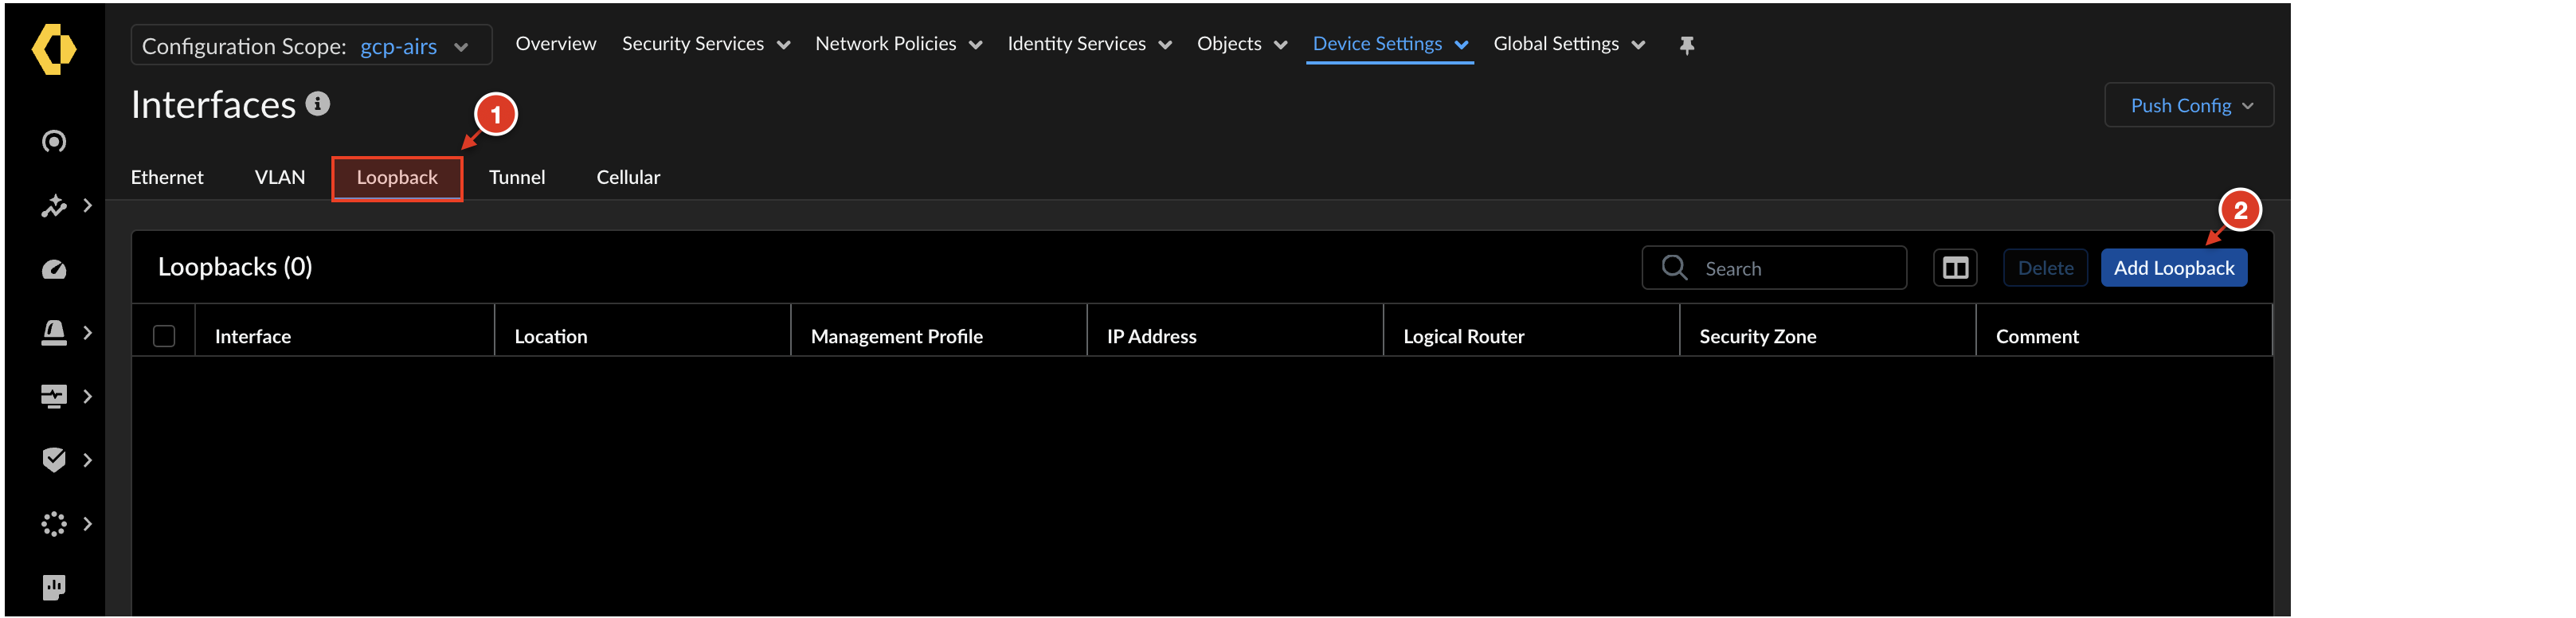 Configuration Scope: gcp-airs Overview Security Services Network Policies Identity Services Objects Device Settings Global Settings
Interfaces
1
Push Config
Ethernet VLAN Loopback Tunnel Cellular
2
Loopbacks (0) Search Delete Add Loopback
Interface Location Management Profile IP Address Logical Router Security Zone Comment